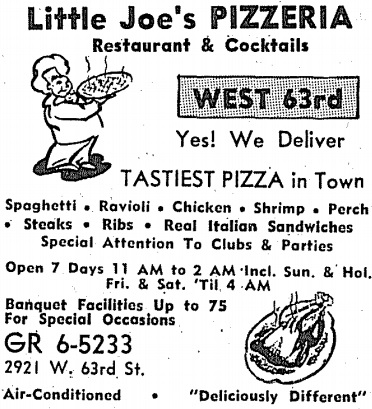 Little Joe's PIZZERIA
Restaurant & Cocktails
WEST 63rd
Yes! We Deliver
TASTIEST PIZZA in Town
Spaghetti • Ravioli • Chicken • Shrimp • Perch
• Steaks • Ribs • Real Italian Sandwiches
Special Attention To Clubs & Parties
Open 7 Days 11 AM to 2 AM Incl. Sun. & Hol.
Fri. & Sat. 'Til 4 AM
Banquet Facilities Up to 75
For Special Occasions
GR 6-5233
2921 W. 63rd St.
Air-Conditioned • "Deliciously Different"